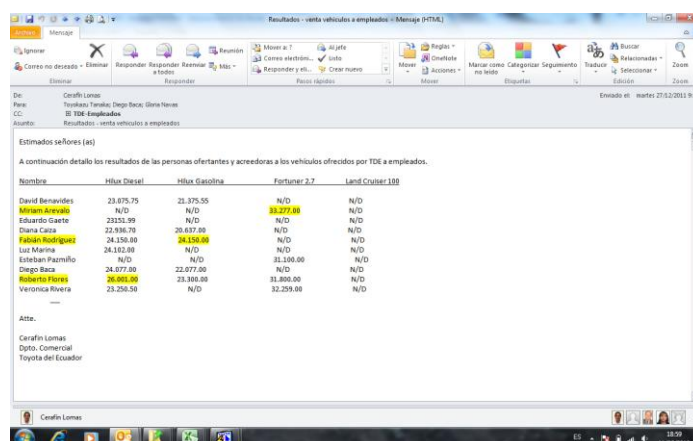 Resultados - venta vehiculos a empleados - Mensaje (HTML)
Archivo Mensaje
Ignorar
Correo no deseado
Eliminar
Responder Responder a todos Reenviar
Reunión
Más
Mover a: ?
Al jefe
Correo electróni...
Listo
Responder y eli...
Crear nuevo
Mover
Reglas
OneNote
Acciones
Marcar como no leído
Categorizar
Seguimiento
Traducir
Buscar
Relacionadas
Seleccionar
Zoom
Eliminar Responder Pasos rápidos Mover Etiquetas Edición Zoom
De: Cerafín Lomas Enviado el: martes 27/12/2011 9:
Para: Toyokazu Tanaka; Diego Baca; Gloria Navas
CC: TDE-Empleados
Asunto: Resultados - venta vehiculos a empleados
Estimados señores (as)
A continuación detallo los resultados de las personas ofertantes y acreedoras a los vehículos ofrecidos por TDE a empleados.
Nombre Hilux Diesel Hilux Gasolina Fortuner 2.7 Land Cruiser 100
David Benavides 23.075.75 21.375.55 N/D N/D
Miriam Arevalo N/D N/D 33.277.00 N/D
Eduardo Gaete 23151.99 N/D N/D N/D
Diana Caiza 22.936.70 20.637.00 N/D N/D
Fabián Rodríguez 24.150.00 24.150.00 N/D N/D
Luz Marina 24.102.00 N/D N/D N/D
Esteban Pazmiño N/D N/D 31.100.00 N/D
Diego Baca 24.077.00 22.077.00 N/D N/D
Roberto Flores 26.001.00 23.300.00 31.800.00 N/D
Veronica Rivera 23.250.50 N/D 32.259.00 N/D
Atte.
Cerafín Lomas
Dpto. Comercial
Toyota del Ecuador
Cerafín Lomas
ES 18:59